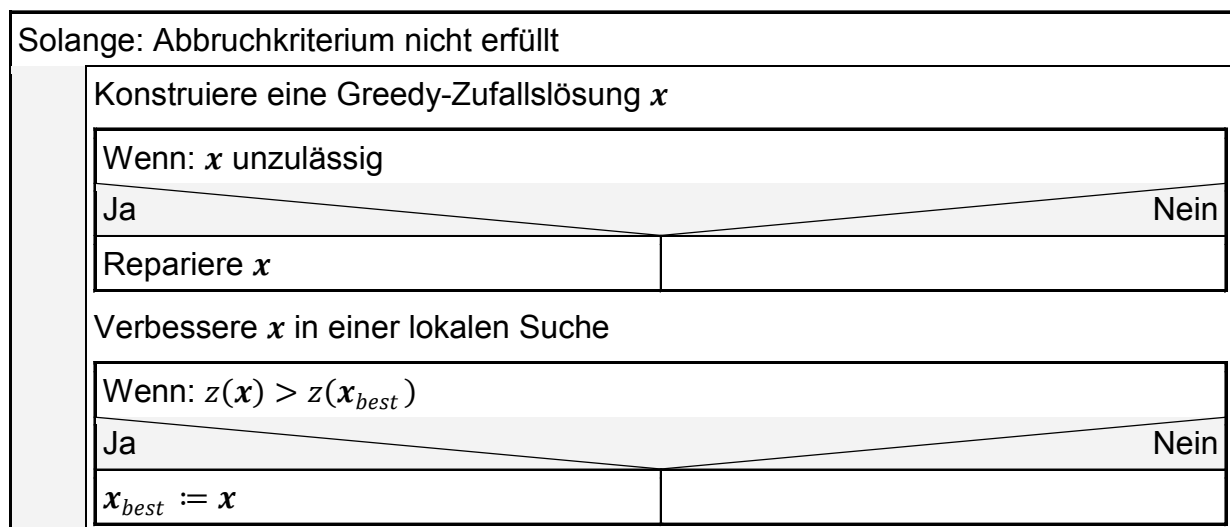 Solange: Abbruchkriterium nicht erfüllt
Konstruiere eine Greedy-Zufallslösung x
Wenn: x unzulässig
Ja Nein
Repariere x
Verbessere x in einer lokalen Suche
Wenn: z(x) > z(x_best)
Ja Nein
x_best := x